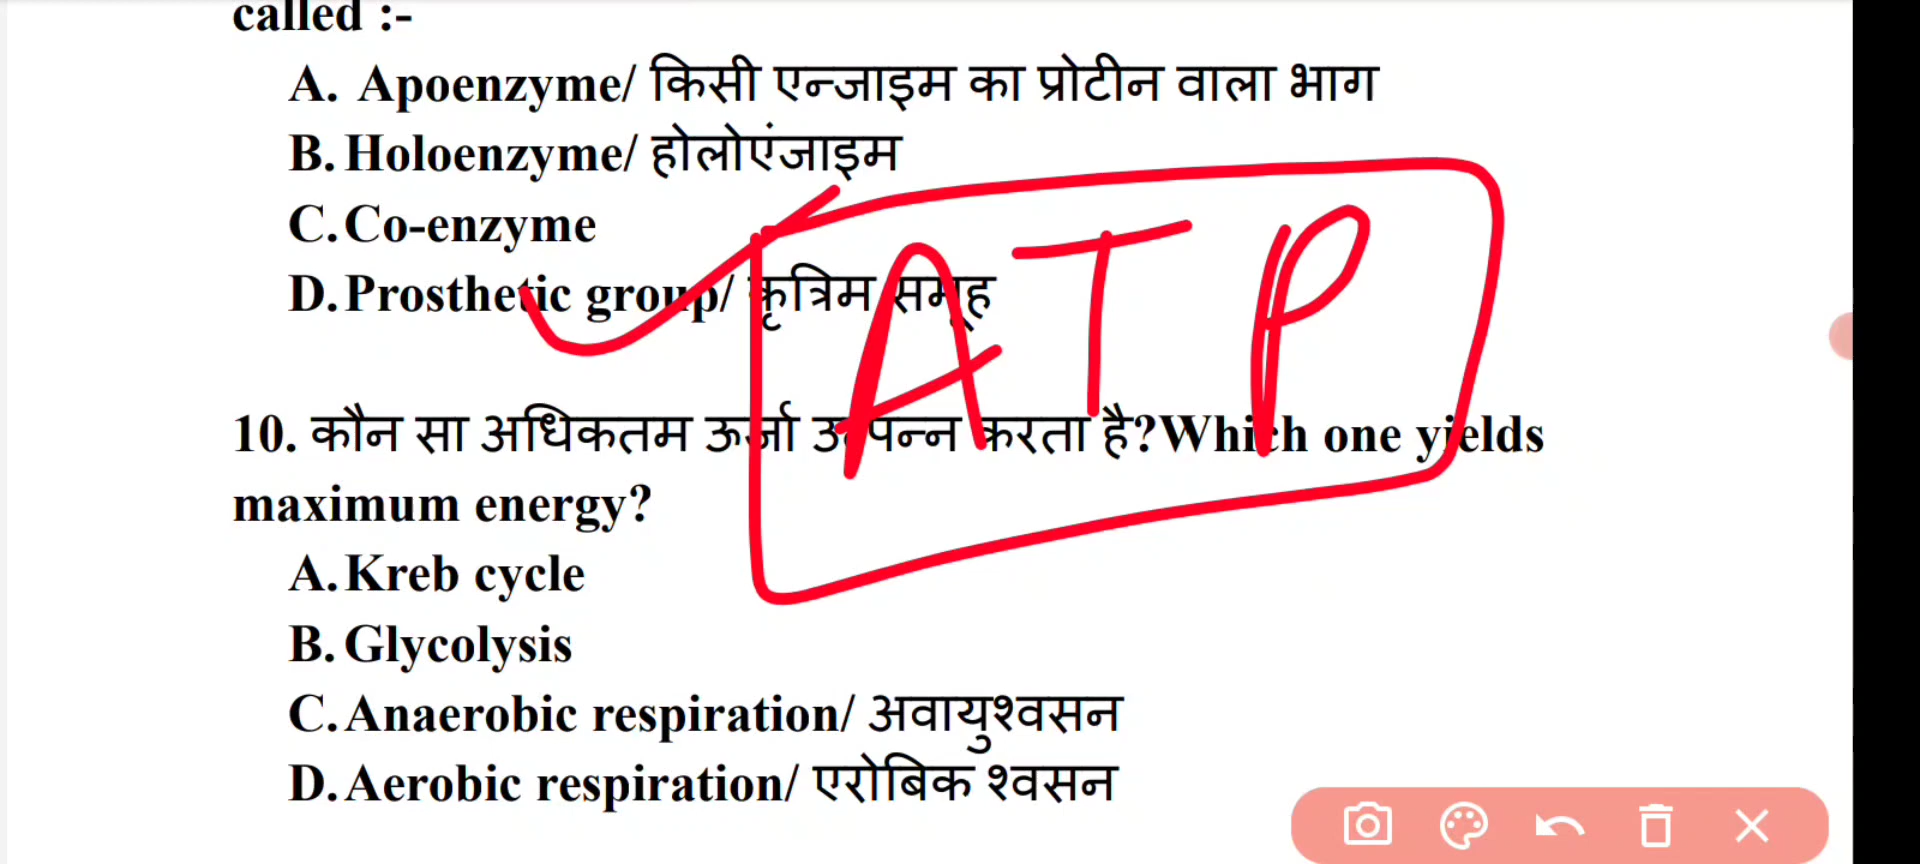 called :-
A. Apoenzyme/ किसी एन्जाइम का प्रोटीन वाला भाग
B. Holoenzyme/ होलोएंजाइम
C. Co-enzyme
D. Prosthetic group/ कृत्रिम समूह
ATP
10. कौन सा अधिकतम ऊर्जा उत्पन्न करता है?Which one yields
maximum energy?
A. Kreb cycle
B. Glycolysis
C. Anaerobic respiration/ अवायुश्वसन
D. Aerobic respiration/ एरोबिक श्वसन